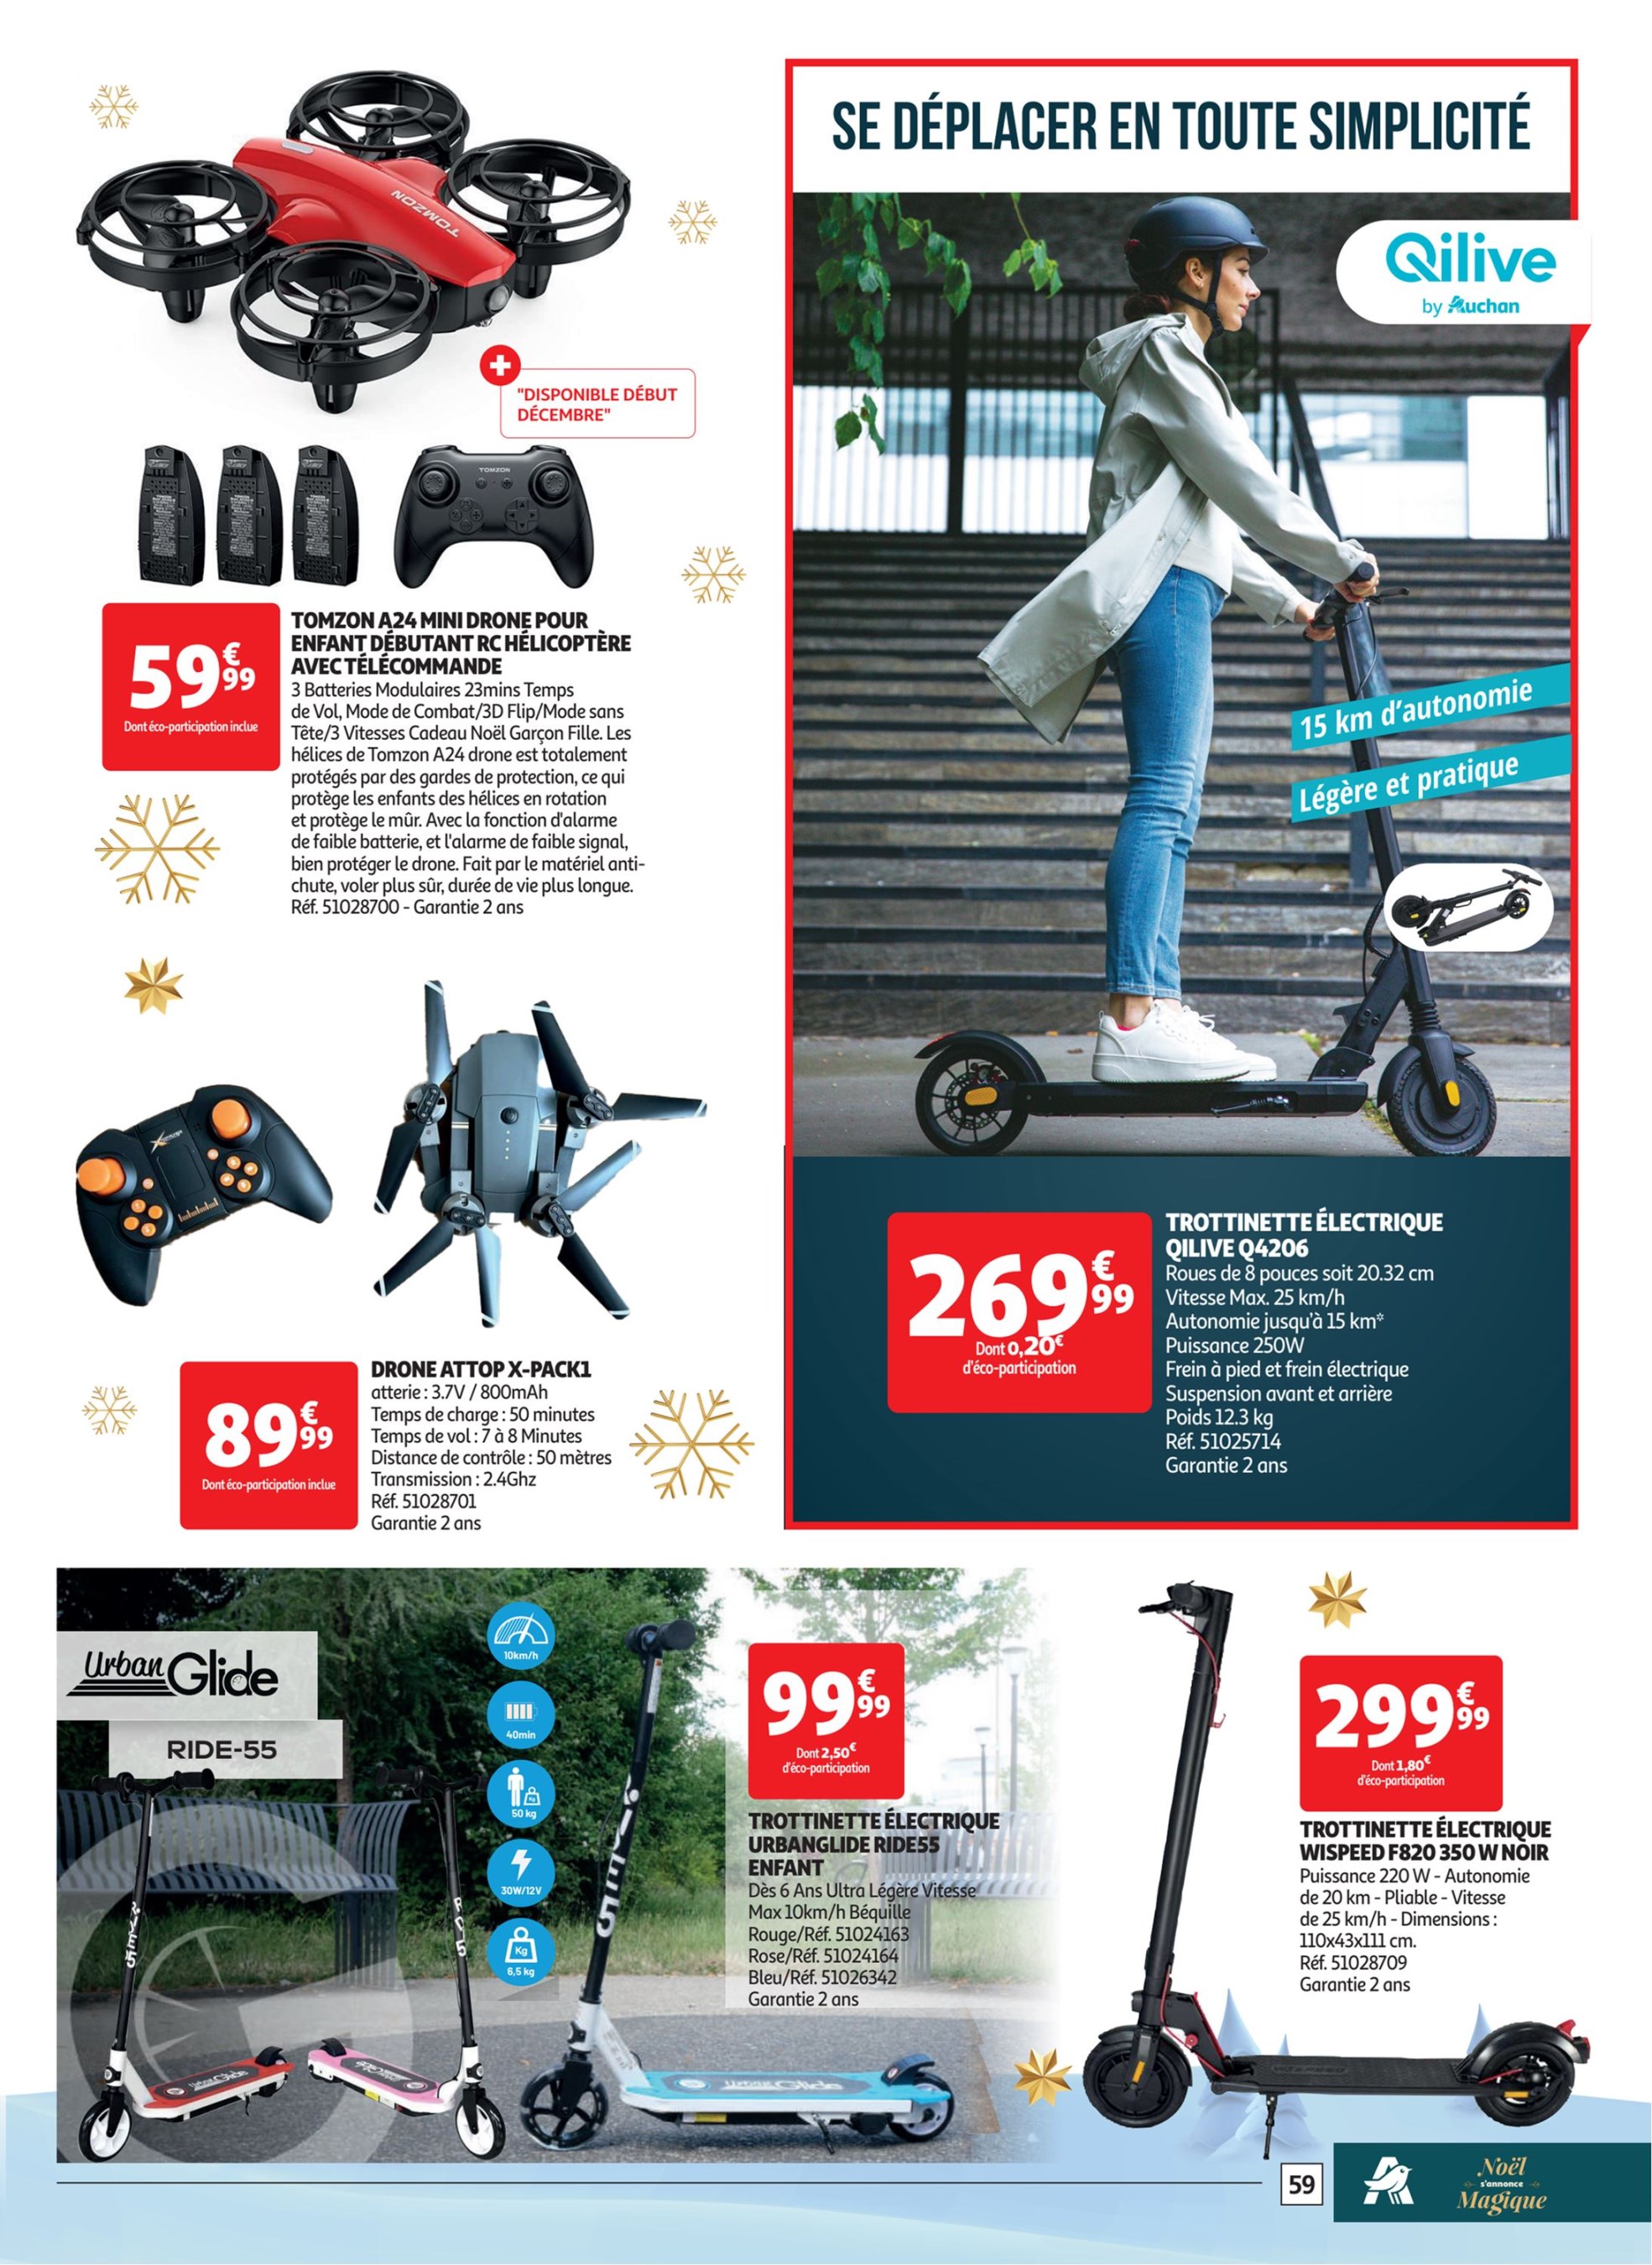 TOMZON
"DISPONIBLE DÉBUT
DÉCEMBRE"
TOMZON
59€99
Dont éco-participation inclue
TOMZON A24 MINI DRONE POUR
ENFANT DÉBUTANT RC HÉLICOPTÈRE
AVEC TÉLÉCOMMANDE
3 Batteries Modulaires 23mins Temps
de Vol, Mode de Combat/3D Flip/Mode sans
Tête/3 Vitesses Cadeau Noël Garçon Fille. Les
hélices de Tomzon A24 drone est totalement
protégés par des gardes de protection, ce qui
protège les enfants des hélices en rotation
et protège le mûr. Avec la fonction d'alarme
de faible batterie, et l'alarme de faible signal,
bien protéger le drone. Fait par le matériel anti-
chute, voler plus sûr, durée de vie plus longue.
Réf. 51028700 - Garantie 2 ans
89€99
Dont éco-participation inclue
DRONE ATTOP X-PACK1
atterie : 3.7V / 800mAh
Temps de charge : 50 minutes
Temps de vol : 7 à 8 Minutes
Distance de contrôle : 50 mètres
Transmission : 2.4Ghz
Réf. 51028701
Garantie 2 ans
SE DÉPLACER EN TOUTE SIMPLICITÉ
Qilive
by Auchan
15 km d'autonomie
Légère et pratique
269€99
Dont 0,20€
d'éco-participation
TROTTINETTE ÉLECTRIQUE
QILIVE Q4206
Roues de 8 pouces soit 20.32 cm
Vitesse Max. 25 km/h
Autonomie jusqu'à 15 km*
Puissance 250W
Frein à pied et frein électrique
Suspension avant et arrière
Poids 12.3 kg
Réf. 51025714
Garantie 2 ans
Urban Glide
RIDE-55
10km/h
40min
Kg
50 kg
30W/12V
Kg
6,5 kg
Urban Glide
99€99
Dont 2,50€
d'éco-participation
TROTTINETTE ÉLECTRIQUE
URBANGLIDE RIDE55
ENFANT
Dès 6 Ans Ultra Légère Vitesse
Max 10km/h Béquille
Rouge/Réf. 51024163
Rose/Réf. 51024164
Bleu/Réf. 51026342
Garantie 2 ans
299€99
Dont 1,80€
d'éco-participation
TROTTINETTE ÉLECTRIQUE
WISPEED F820 350 W NOIR
Puissance 220 W - Autonomie
de 20 km - Pliable - Vitesse
de 25 km/h - Dimensions :
110x43x111 cm.
Réf. 51028709
Garantie 2 ans
59
Noël
s'annonce
Magique